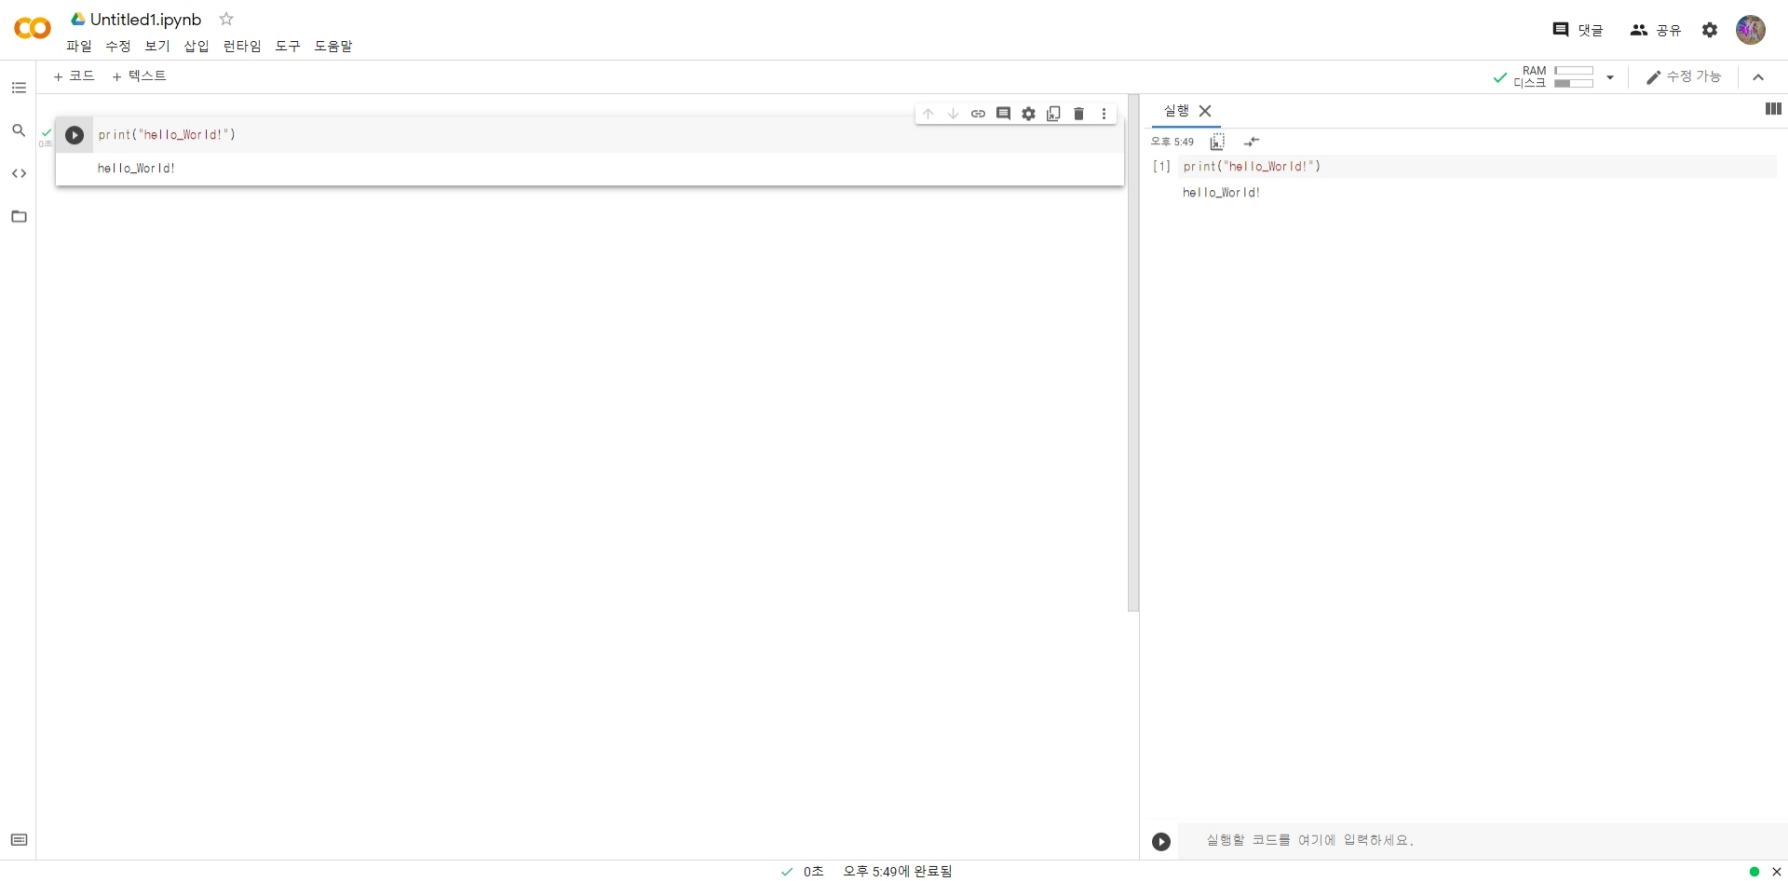 Untitled1.ipynb
파일 수정 보기 삽입 런타임 도구 도움말
댓글 공유
+ 코드 + 텍스트
RAM
디스크
수정 가능
0초
print("hello_World!")
hello_World!
실행
오후 5:49
[1] print("hello_World!")
hello_World!
실행할 코드를 여기에 입력하세요.
0초 오후 5:49에 완료됨